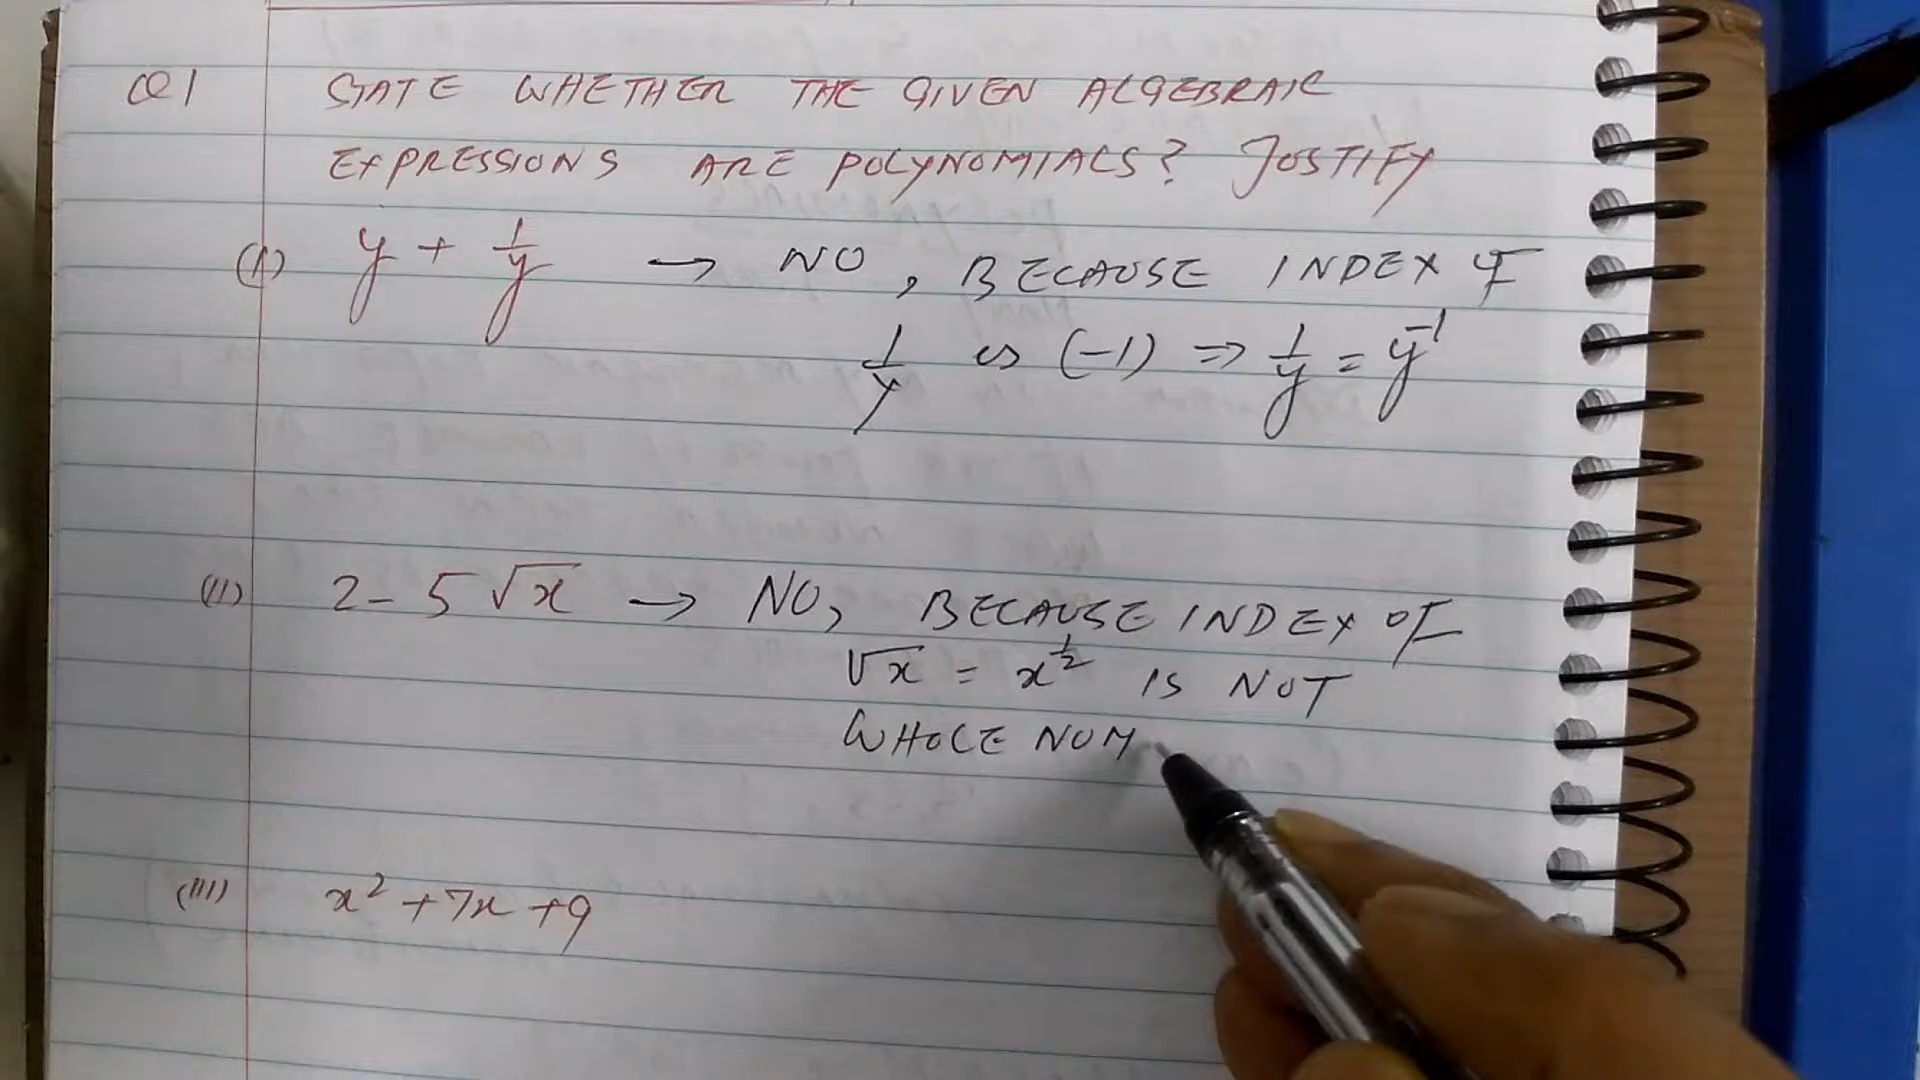 Q1 STATE WHETHER THE GIVEN ALGEBRAIC
EXPRESSIONS ARE POLYNOMIALS? JUSTIFY
(I) y + 1/y → NO, BECAUSE INDEX OF
1/y is (-1) ⇒ 1/y = y⁻¹
(II) 2 - 5√x → NO, BECAUSE INDEX OF
√x = x^(1/2) IS NOT
WHOLE NUM
(III) x² + 7x + 9